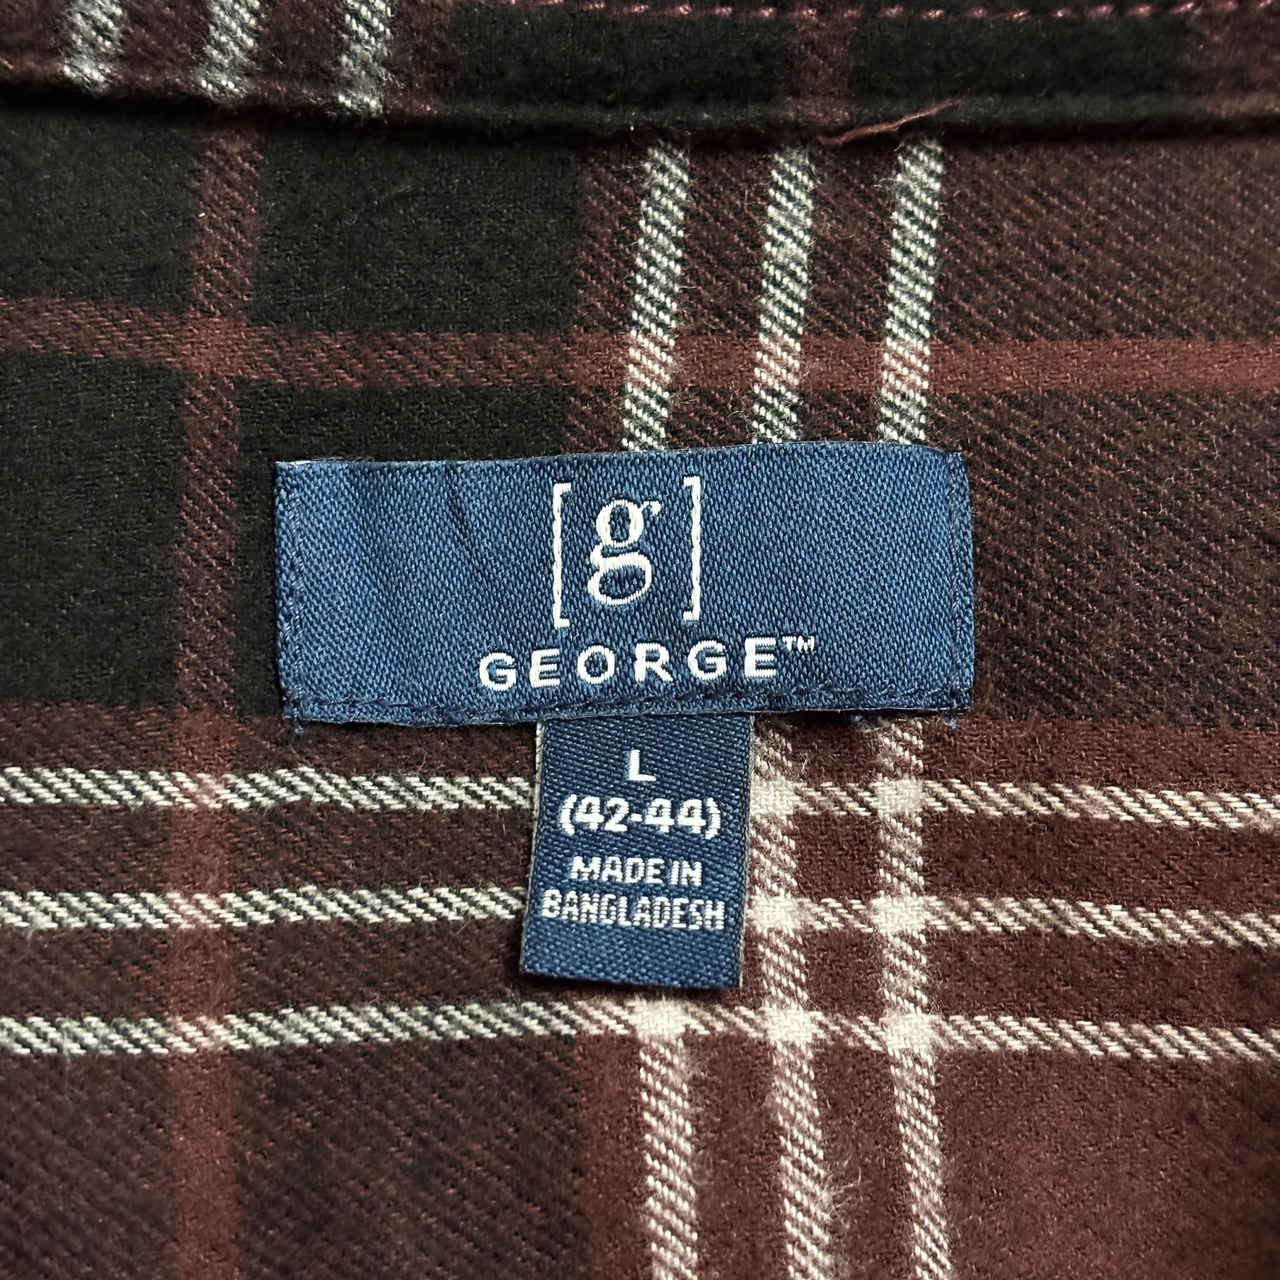 [g]
GEORGE™
L
(42-44)
MADE IN
BANGLADESH